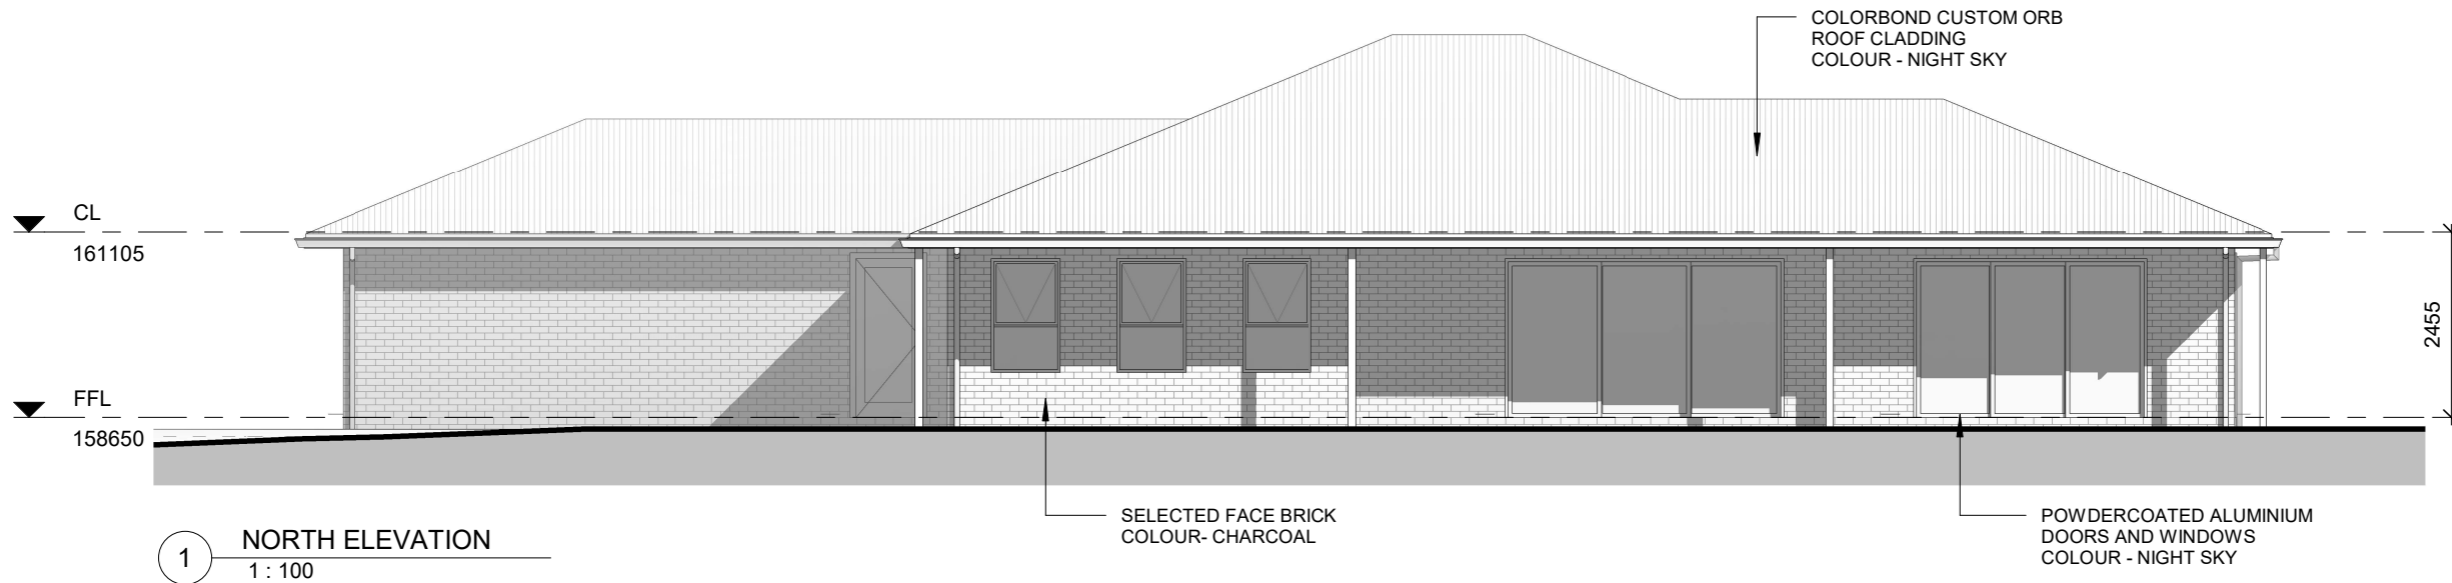 COLORBOND CUSTOM ORB
ROOF CLADDING
COLOUR - NIGHT SKY
CL
161105
2455
FFL
158650
SELECTED FACE BRICK
COLOUR- CHARCOAL
POWDERCOATED ALUMINIUM
DOORS AND WINDOWS
COLOUR - NIGHT SKY
1
NORTH ELEVATION
1 : 100